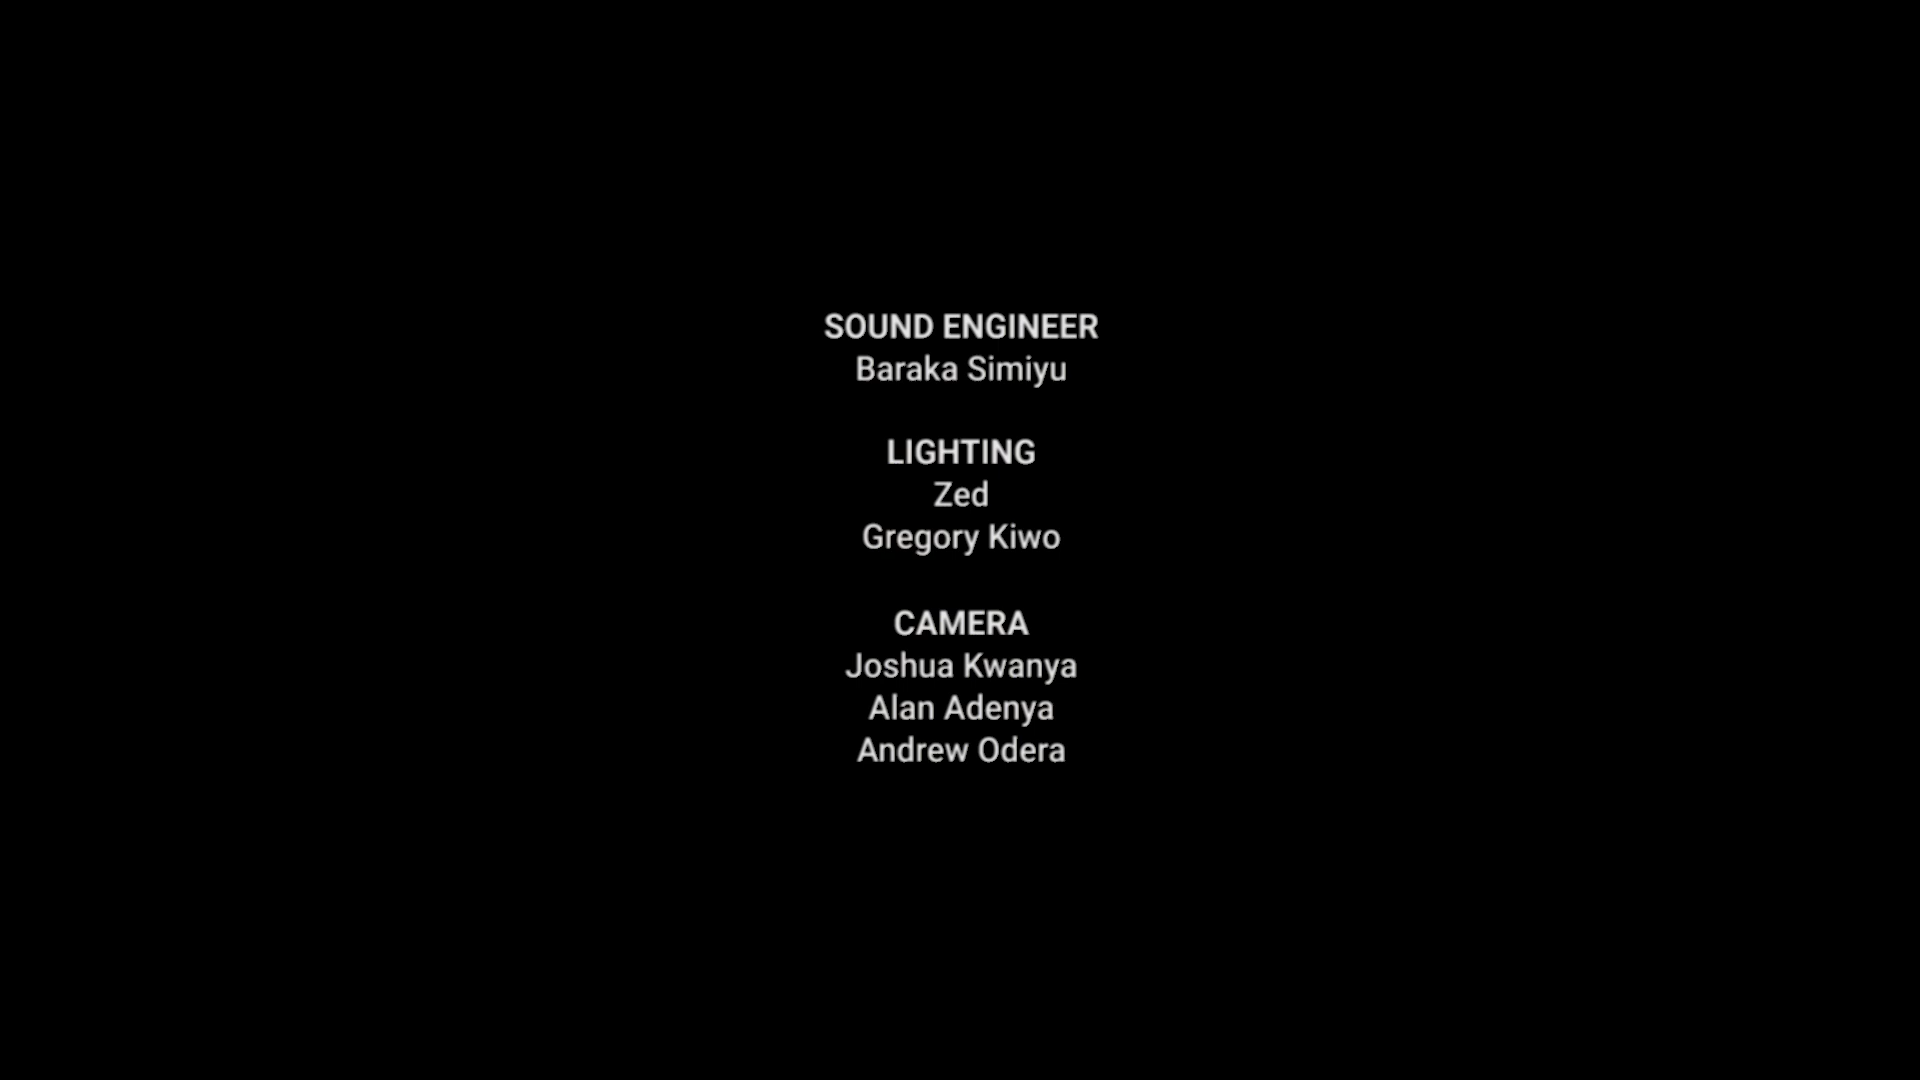 SOUND ENGINEER
Baraka Simiyu
LIGHTING
Zed
Gregory Kiwo
CAMERA
Joshua Kwanya
Alan Adenya
Andrew Odera